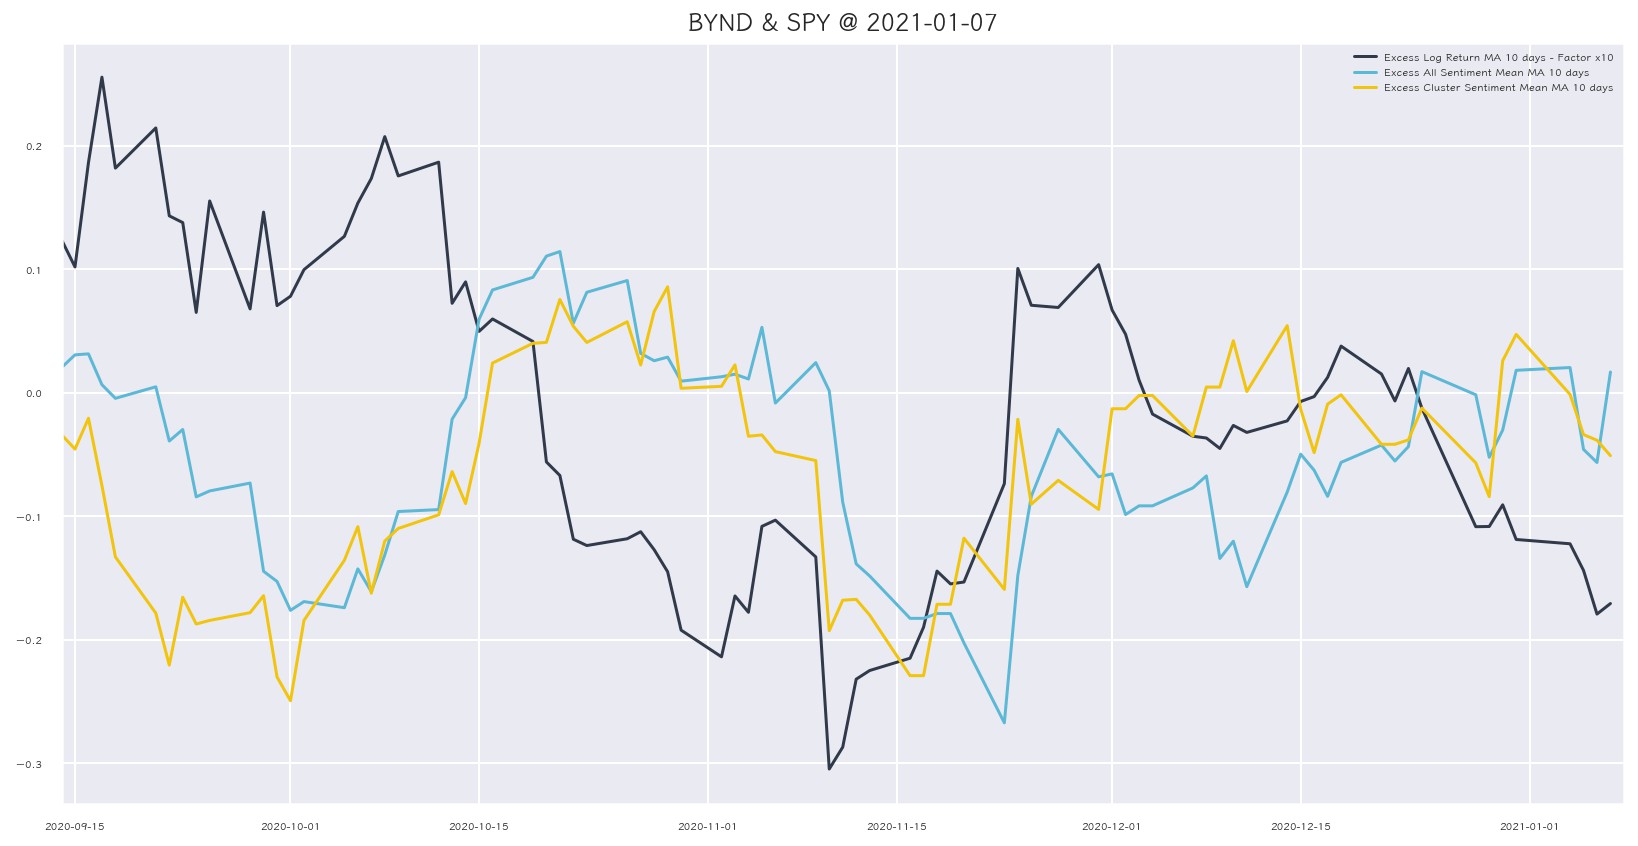 BYND & SPY @ 2021-01-07
Excess Log Return MA 10 days - Factor x10
Excess All Sentiment Mean MA 10 days
Excess Cluster Sentiment Mean MA 10 days
0.2
0.1
0.0
−0.1
−0.2
−0.3
2020-09-15 2020-10-01 2020-10-15 2020-11-01 2020-11-15 2020-12-01 2020-12-15 2021-01-01